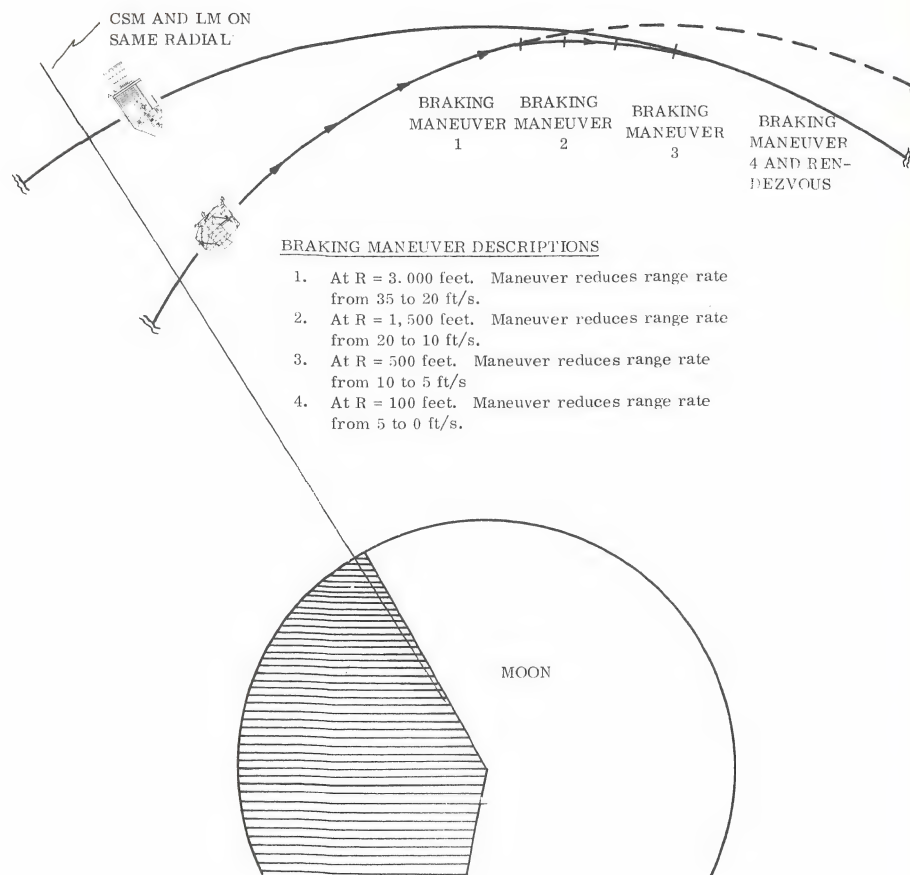 CSM AND LM ON
SAME RADIAL
BRAKING
MANEUVER
1
BRAKING
MANEUVER
2
BRAKING
MANEUVER
3
BRAKING
MANEUVER
4 AND REN-
DEZVOUS
BRAKING MANEUVER DESCRIPTIONS
1. At R = 3.000 feet. Maneuver reduces range rate
from 35 to 20 ft/s.
2. At R = 1,500 feet. Maneuver reduces range rate
from 20 to 10 ft/s.
3. At R = 500 feet. Maneuver reduces range rate
from 10 to 5 ft/s
4. At R = 100 feet. Maneuver reduces range rate
from 5 to 0 ft/s.
MOON